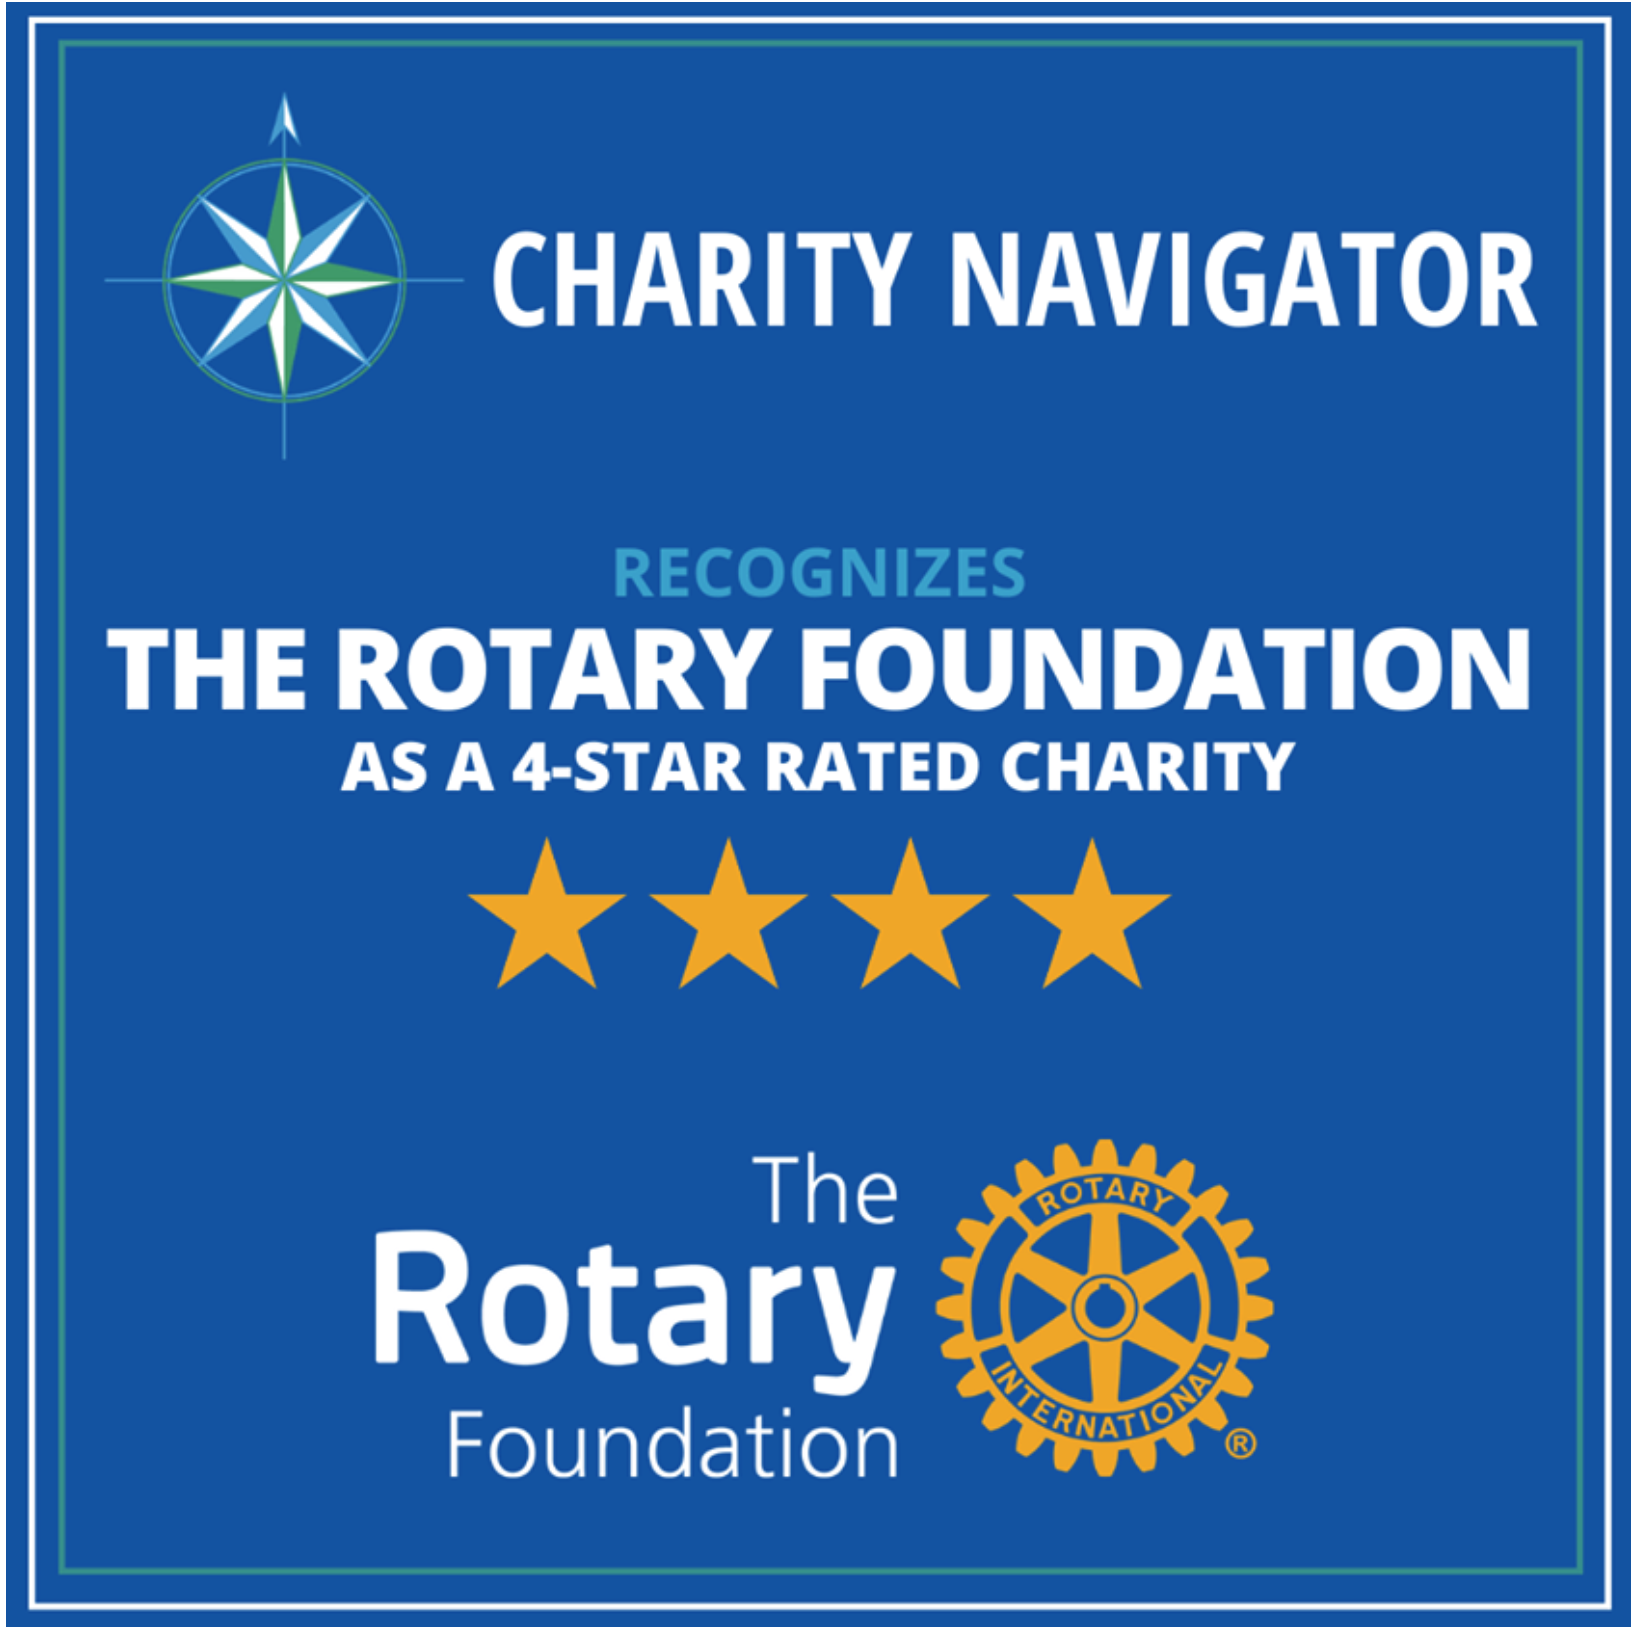 CHARITY NAVIGATOR
RECOGNIZES
THE ROTARY FOUNDATION
AS A 4-STAR RATED CHARITY
The
Rotary
Foundation
ROTARY
INTERNATIONAL
®